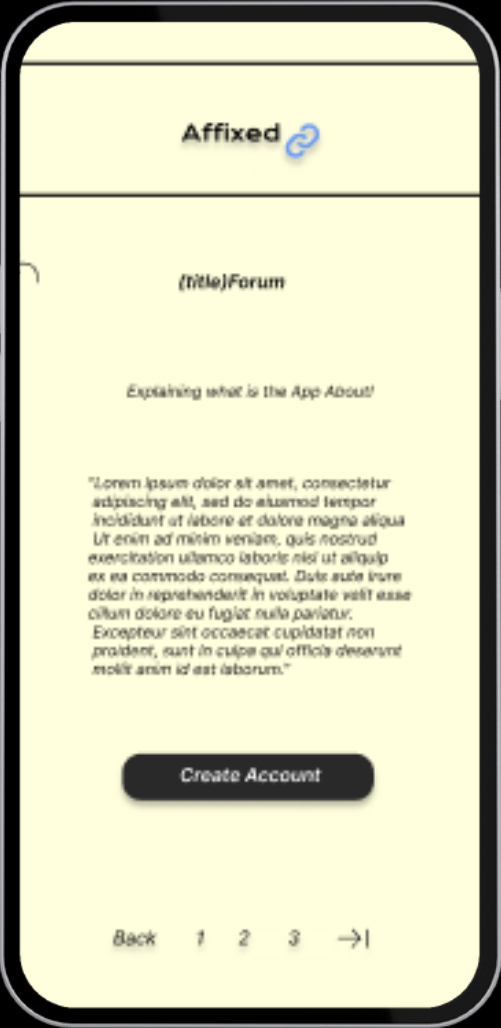 Affixed
(title)Forum
Explaining what is the App About!
"Lorem ipsum dolor sit amet, consectetur
adipiscing elit, sed do eiusmod tempor
incididunt ut labore et dolore magna aliqua
Ut enim ad minim veniam, quis nostrud
exercitation ullamco laboris nisi ut aliquip
ex ea commodo consequat. Duis aute irure
dolor in reprehenderit in voluptate velit esse
cillum dolore eu fugiat nulla pariatur.
Excepteur sint occaecat cupidatat non
proident, sunt in culpa qui officia deserunt
mollit anim id est laborum."
Create Account
Back 1 2 3